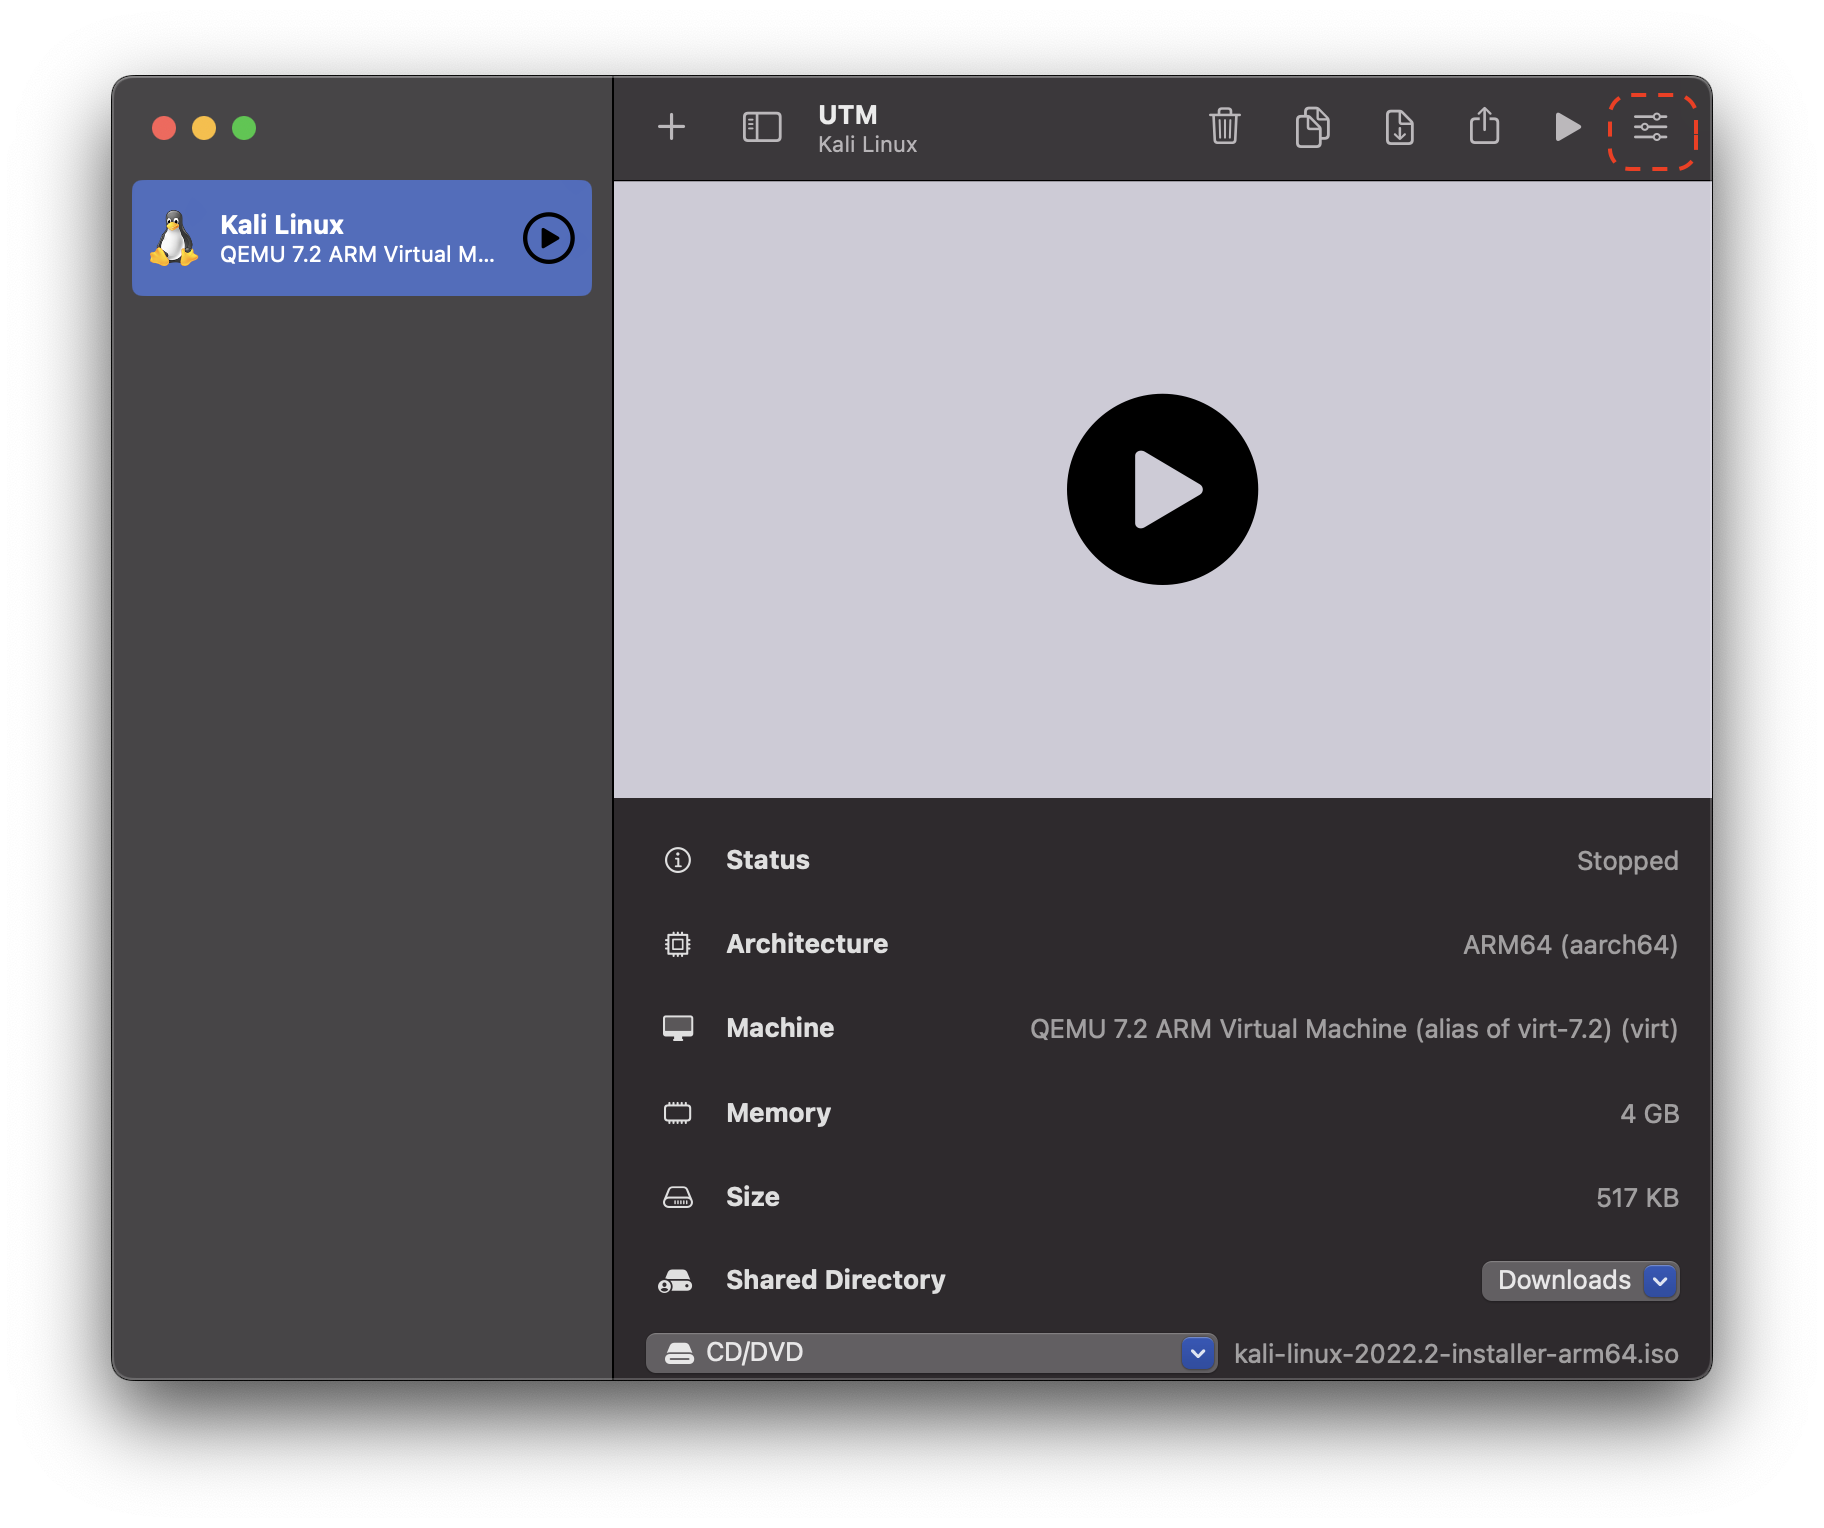 UTM
Kali Linux
Kali Linux
QEMU 7.2 ARM Virtual M...
Status Stopped
Architecture ARM64 (aarch64)
Machine QEMU 7.2 ARM Virtual Machine (alias of virt-7.2) (virt)
Memory 4 GB
Size 517 KB
Shared Directory Downloads
CD/DVD kali-linux-2022.2-installer-arm64.iso